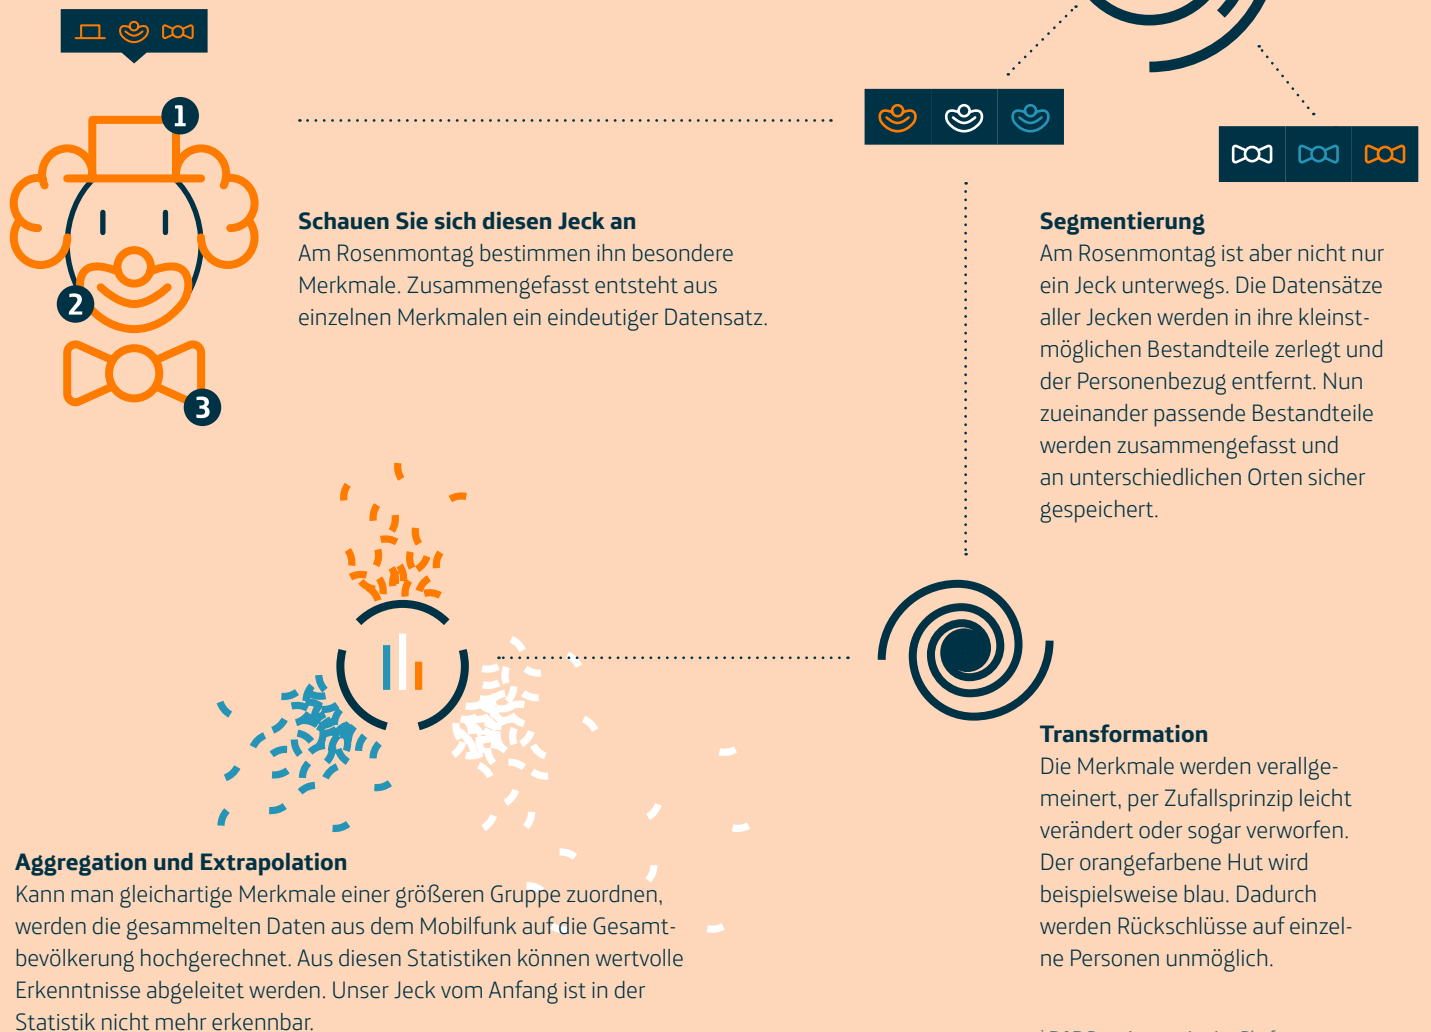 1
2
3
Schauen Sie sich diesen Jeck an
Am Rosenmontag bestimmen ihn besondere
Merkmale. Zusammengefasst entsteht aus
einzelnen Merkmalen ein eindeutiger Datensatz.
Segmentierung
Am Rosenmontag ist aber nicht nur
ein Jeck unterwegs. Die Datensätze
aller Jecken werden in ihre kleinst-
möglichen Bestandteile zerlegt und
der Personenbezug entfernt. Nun
zueinander passende Bestandteile
werden zusammengefasst und
an unterschiedlichen Orten sicher
gespeichert.
Transformation
Die Merkmale werden verallge-
meinert, per Zufallsprinzip leicht
verändert oder sogar verworfen.
Der orangefarbene Hut wird
beispielsweise blau. Dadurch
werden Rückschlüsse auf einzel-
ne Personen unmöglich.
Aggregation und Extrapolation
Kann man gleichartige Merkmale einer größeren Gruppe zuordnen,
werden die gesammelten Daten aus dem Mobilfunk auf die Gesamt-
bevölkerung hochgerechnet. Aus diesen Statistiken können wertvolle
Erkenntnisse abgeleitet werden. Unser Jeck vom Anfang ist in der
Statistik nicht mehr erkennbar.